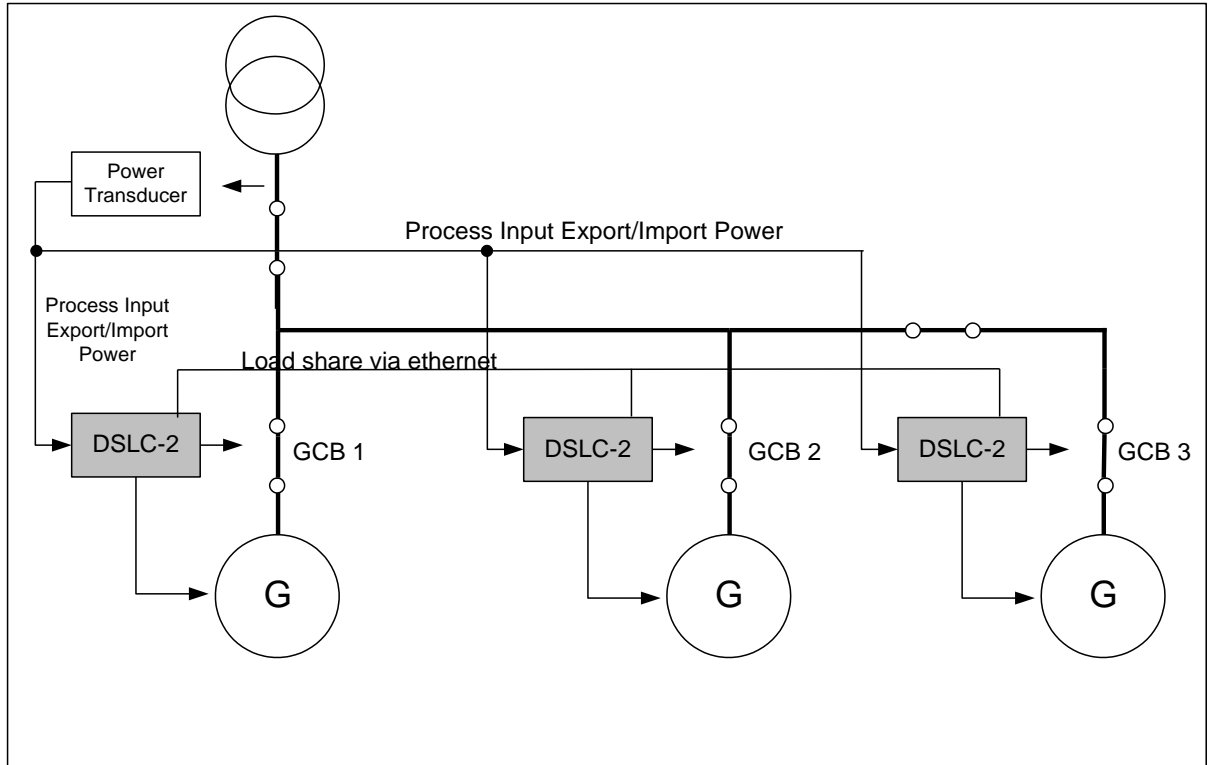 Power
Transducer
Process Input Export/Import Power
Process Input
Export/Import
Power
Load share via ethernet
DSLC-2
GCB 1
DSLC-2
GCB 2
DSLC-2
GCB 3
G
G
G